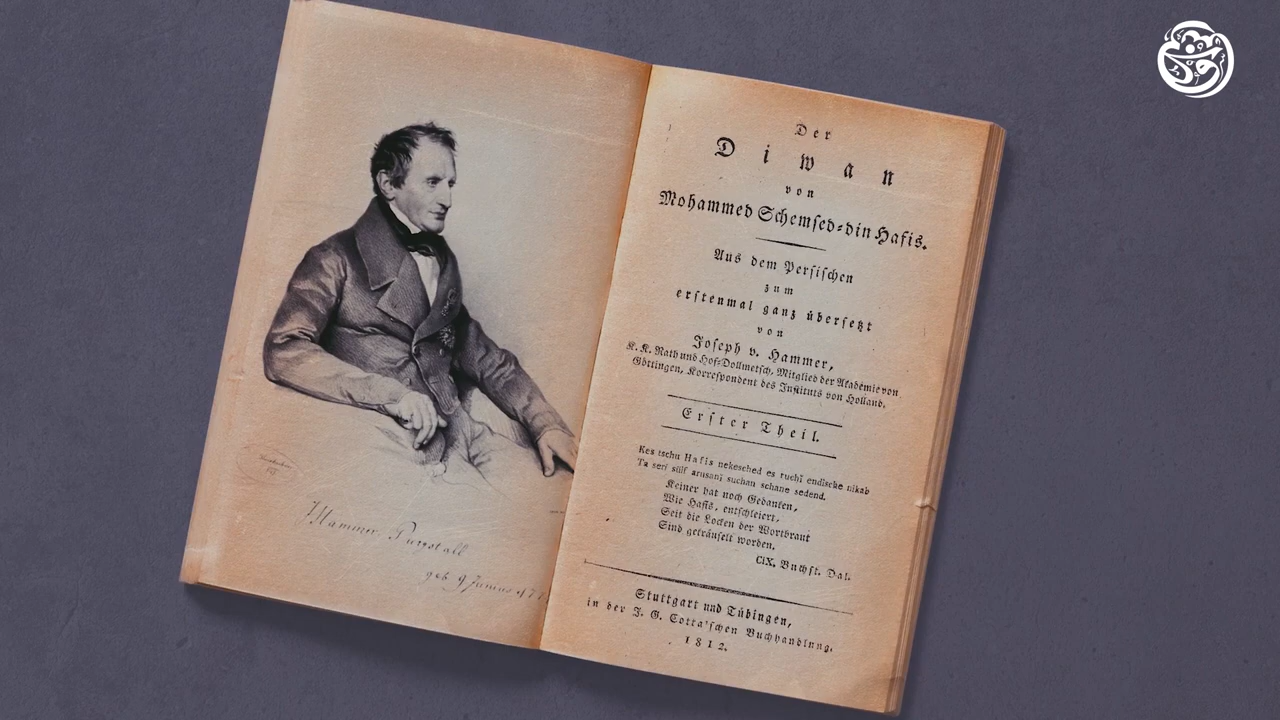 Hammer-Purgstall
geb 9 Junius
Der
Diwan
von
Mohammed Schemsed-din Hafis.
Aus dem Persischen
zum
erstenmal ganz übersetzt
von
Joseph v. Hammer,
K. K. Rath und Hof-Dollmetsch, Mitglied der Akademie von
Göttingen, Korrespondent des Instituts von Holland.
Erster Theil.
Kes tschu Hafis nekesched es ruchi endische nikab
Ta seri sülf arusani suchan schane sedend.
Keiner hat noch Gedanken,
Wie Hafis, entschleiert,
Seit die Locken der Wortbraut
Sind gekräuselt worden.
CiX. Buchst. Dal.
Stuttgart und Tübingen,
in der J. G. Cotta'schen Buchhandlung.
1812.